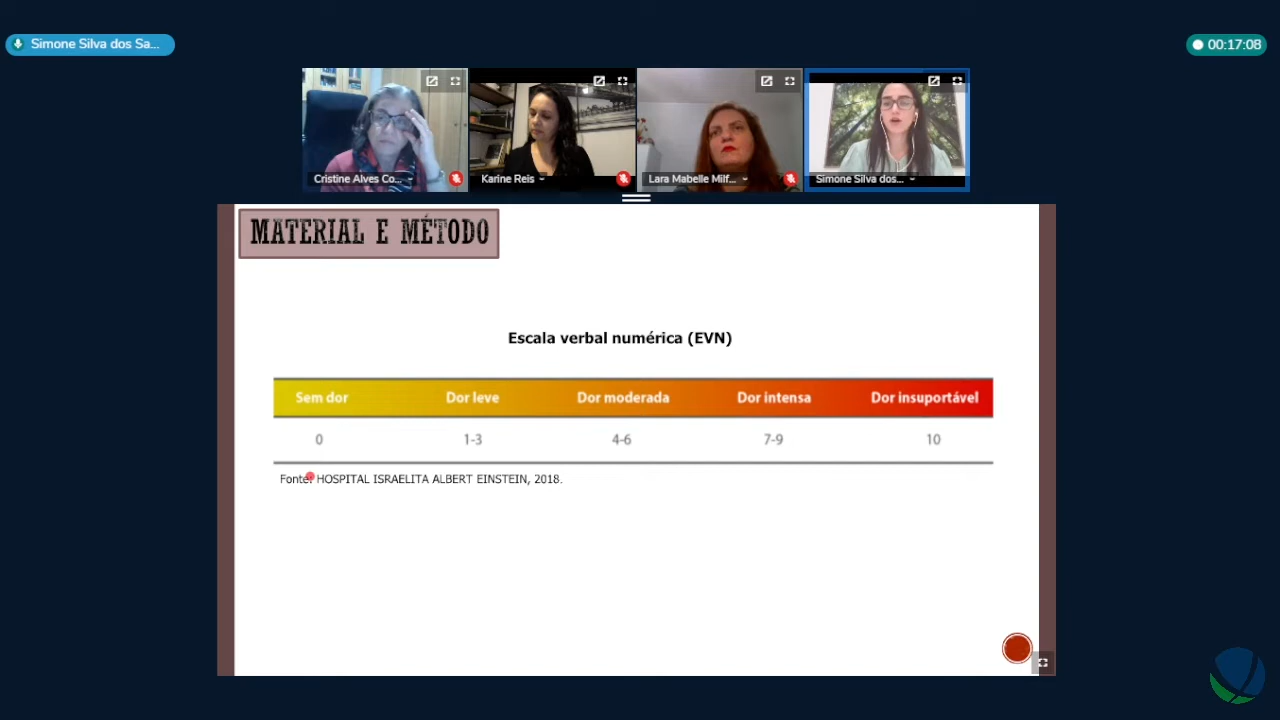 Simone Silva dos Sa...
00:17:08
Cristine Alves Co...
Karine Reis
Lara Mabelle Milf...
Simone Silva dos...
MATERIAL E MÉTODO
Escala verbal numérica (EVN)
Sem dor Dor leve Dor moderada Dor intensa Dor insuportável
0 1-3 4-6 7-9 10
Fonte: HOSPITAL ISRAELITA ALBERT EINSTEIN, 2018.